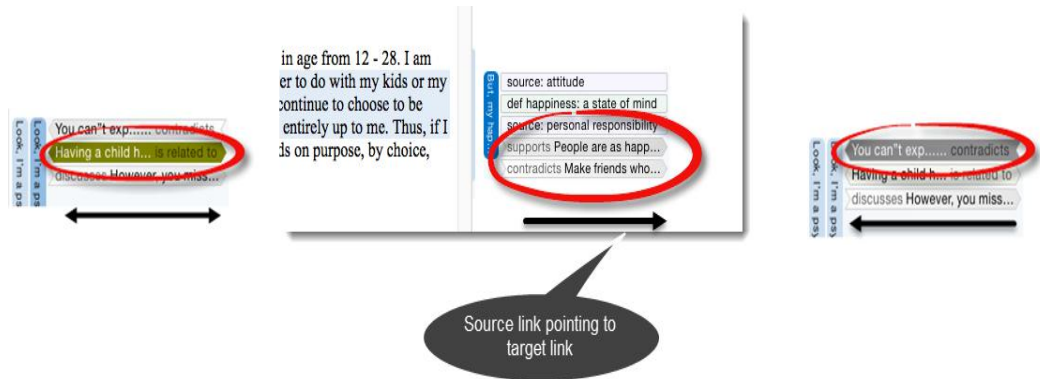 Look, I'm a ps
Look, I'm a ps
You can"t exp...... contradicts
Having a child h... is related to
discusses However, you miss...
in age from 12 - 28. I am
er to do with my kids or my
continue to choose to be
entirely up to me. Thus, if I
ds on purpose, by choice,
But, my hap...
source: attitude
def happiness: a state of mind
source: personal responsibility
supports People are as happ...
contradicts Make friends who...
Look, I'm a psy
Look, I'm a psy
You can"t exp...... contradicts
Having a child h... is related to
discusses However, you miss...
Source link pointing to
target link